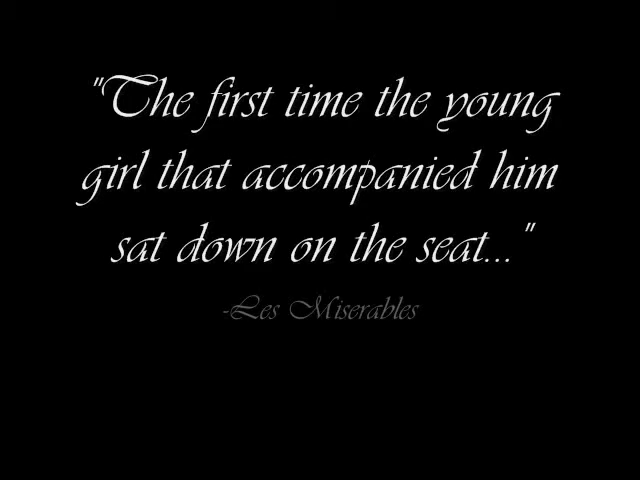 "The first time the young
girl that accompanied him
sat down on the seat..."
-Les Miserables